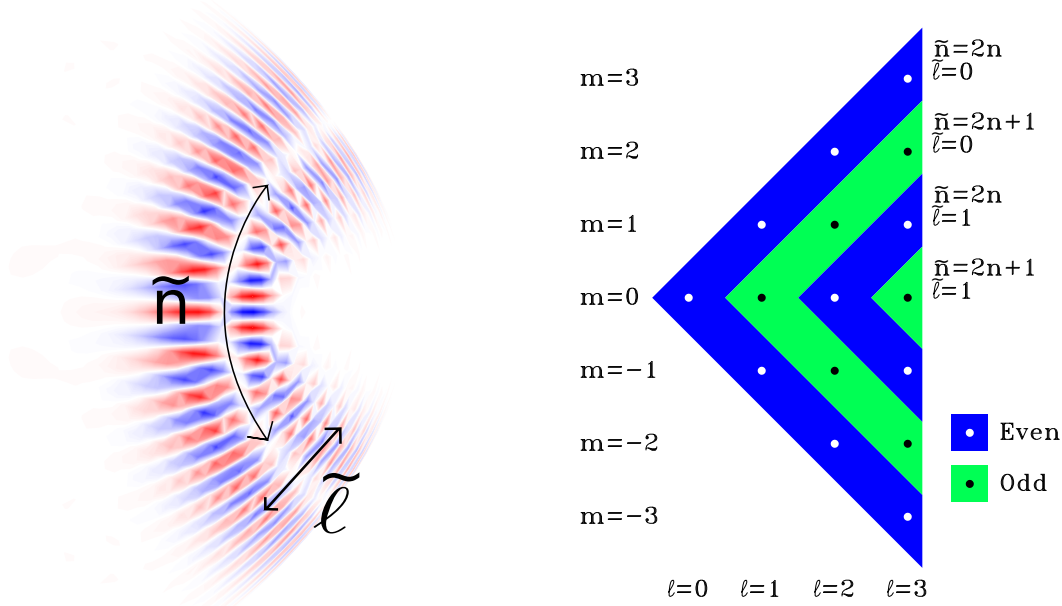 ñ
ℓ̃
m=3
m=2
m=1
m=0
m=-1
m=-2
m=-3
ℓ=0 ℓ=1 ℓ=2 ℓ=3
ñ=2n
ℓ̃=0
ñ=2n+1
ℓ̃=0
ñ=2n
ℓ̃=1
ñ=2n+1
ℓ̃=1
Even
Odd